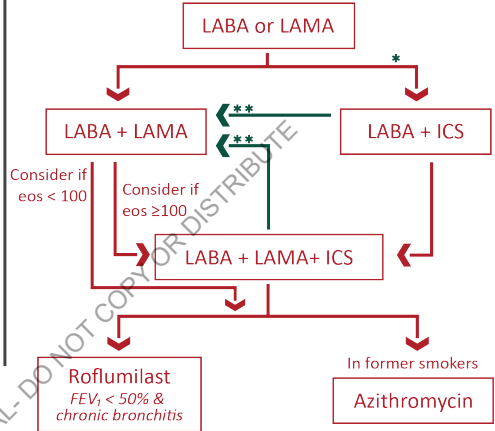 LABA or LAMA
*
LABA + LAMA
**
**
LABA + ICS
Consider if
eos < 100
Consider if
eos ≥100
LABA + LAMA+ ICS
Roflumilast
FEV₁ < 50% &
chronic bronchitis
In former smokers
Azithromycin
- DO NOT COPY OR DISTRIBUTE